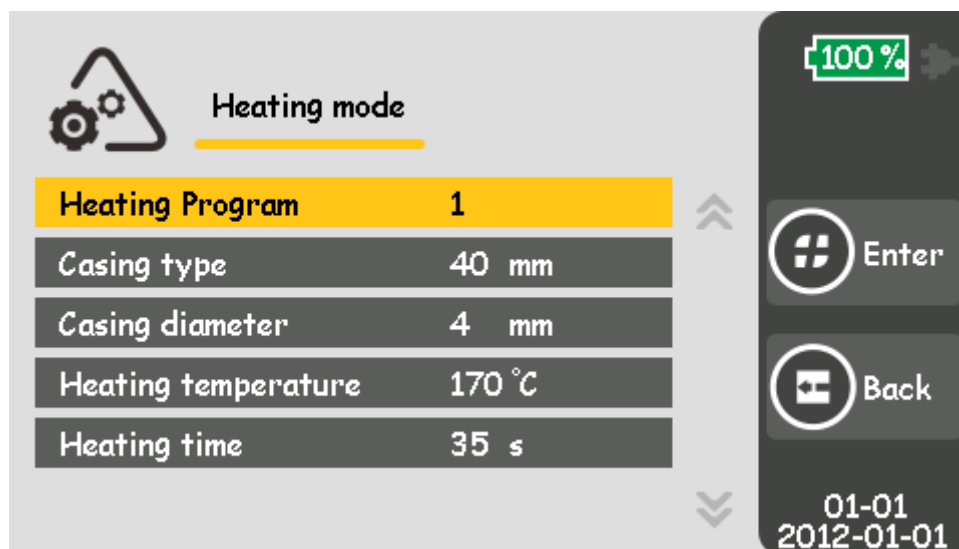 Heating mode
100 %
Heating Program 1
Casing type 40 mm
Casing diameter 4 mm
Heating temperature 170 °C
Heating time 35 s
Enter
Back
01-01
2012-01-01